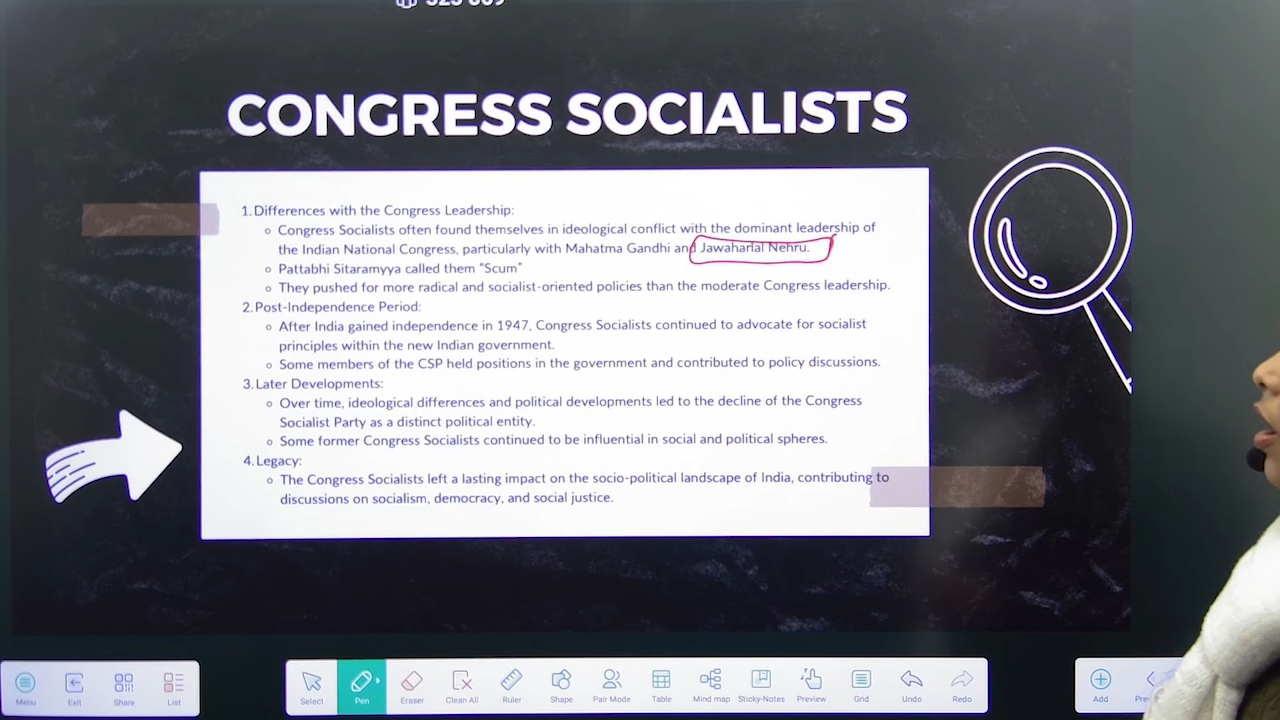 CONGRESS SOCIALISTS
1. Differences with the Congress Leadership:
Congress Socialists often found themselves in ideological conflict with the dominant leadership of
the Indian National Congress, particularly with Mahatma Gandhi and Jawaharlal Nehru.
Pattabhi Sitaramyya called them "Scum"
They pushed for more radical and socialist-oriented policies than the moderate Congress leadership.
2. Post-Independence Period:
After India gained independence in 1947, Congress Socialists continued to advocate for socialist
principles within the new Indian government.
Some members of the CSP held positions in the government and contributed to policy discussions.
3. Later Developments:
Over time, ideological differences and political developments led to the decline of the Congress
Socialist Party as a distinct political entity.
Some former Congress Socialists continued to be influential in social and political spheres.
4. Legacy:
The Congress Socialists left a lasting impact on the socio-political landscape of India, contributing to
discussions on socialism, democracy, and social justice.
Menu Exit Share List Select Pen Eraser Clean All Ruler Shape Pair Mode Table Mind map Sticky-Notes Preview Grid Undo Redo Add